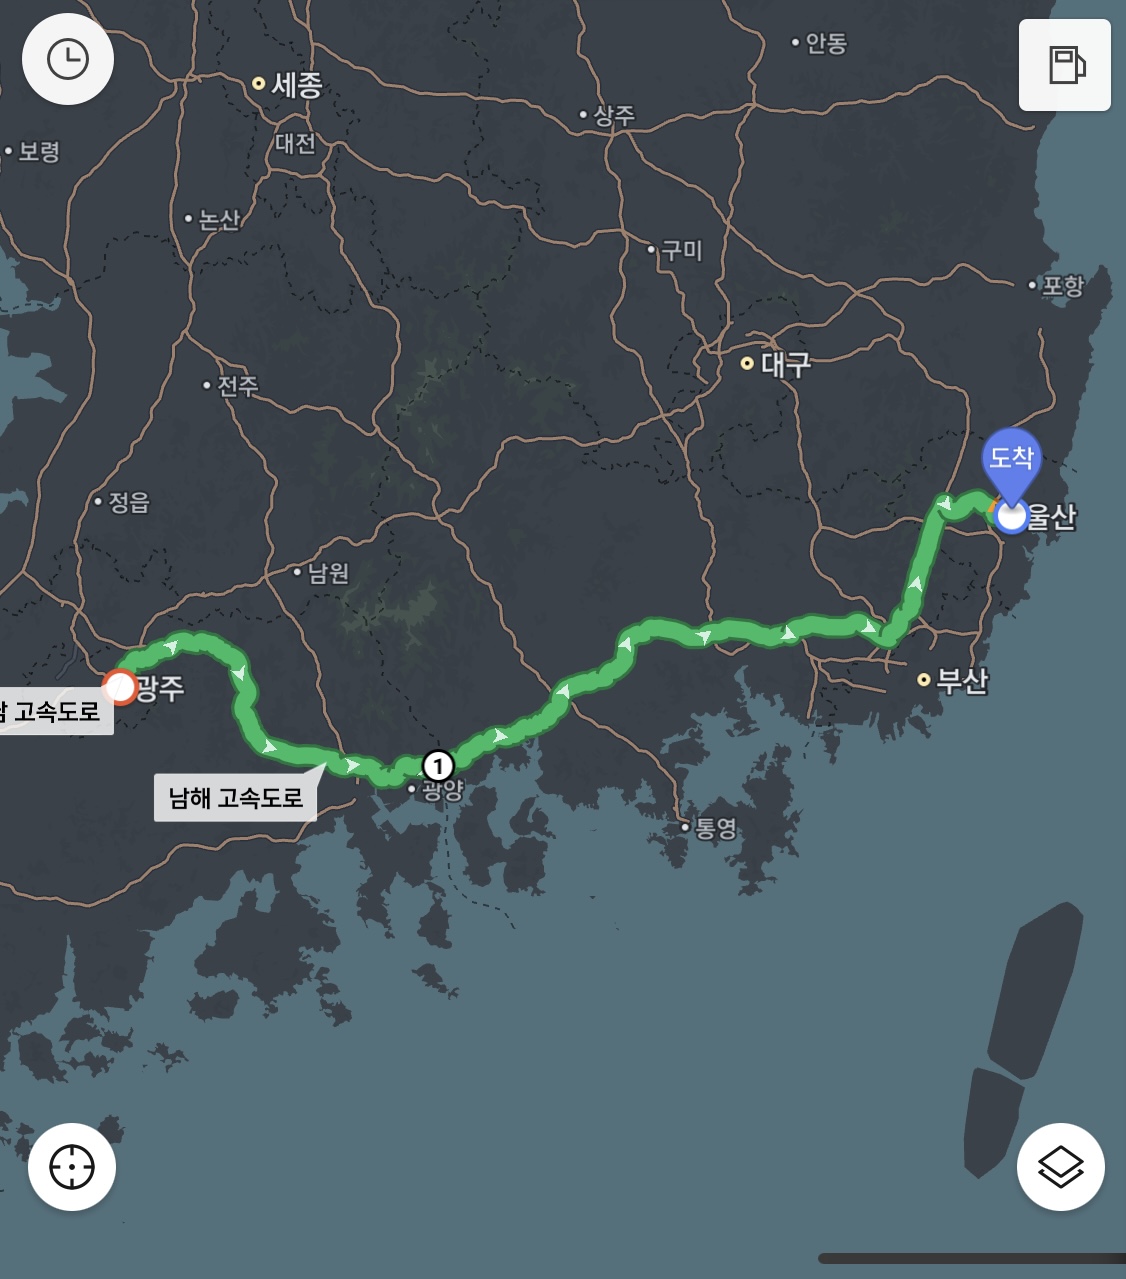 안동
세종
상주
대전
보령
논산
구미
포항
대구
전주
도착
정읍
울산
남원
부산
광주
고속도로
1
광양
남해 고속도로
통영